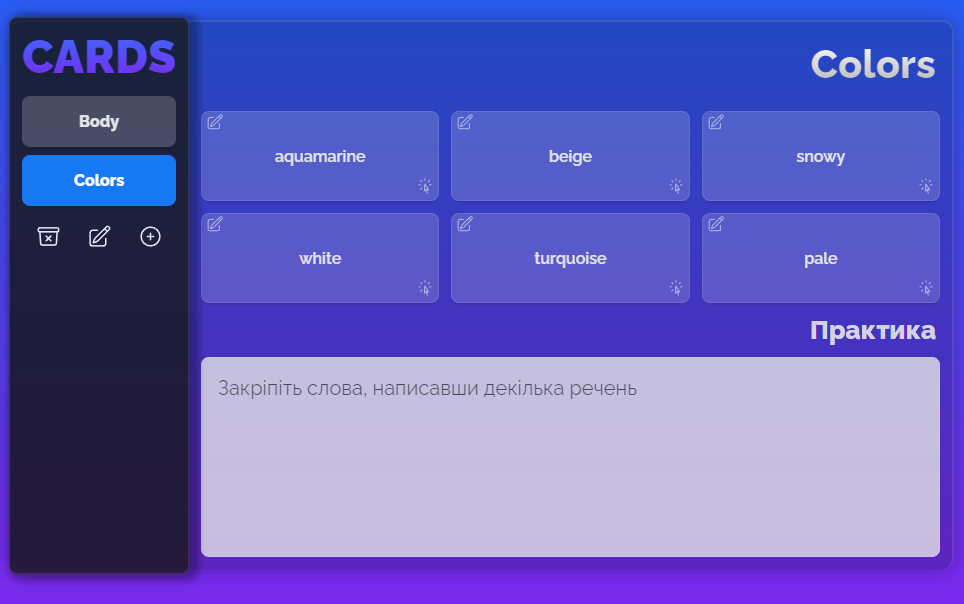 CARDS
Body
Colors
Colors
aquamarine
beige
snowy
white
turquoise
pale
Практика
Закріпіть слова, написавши декілька речень